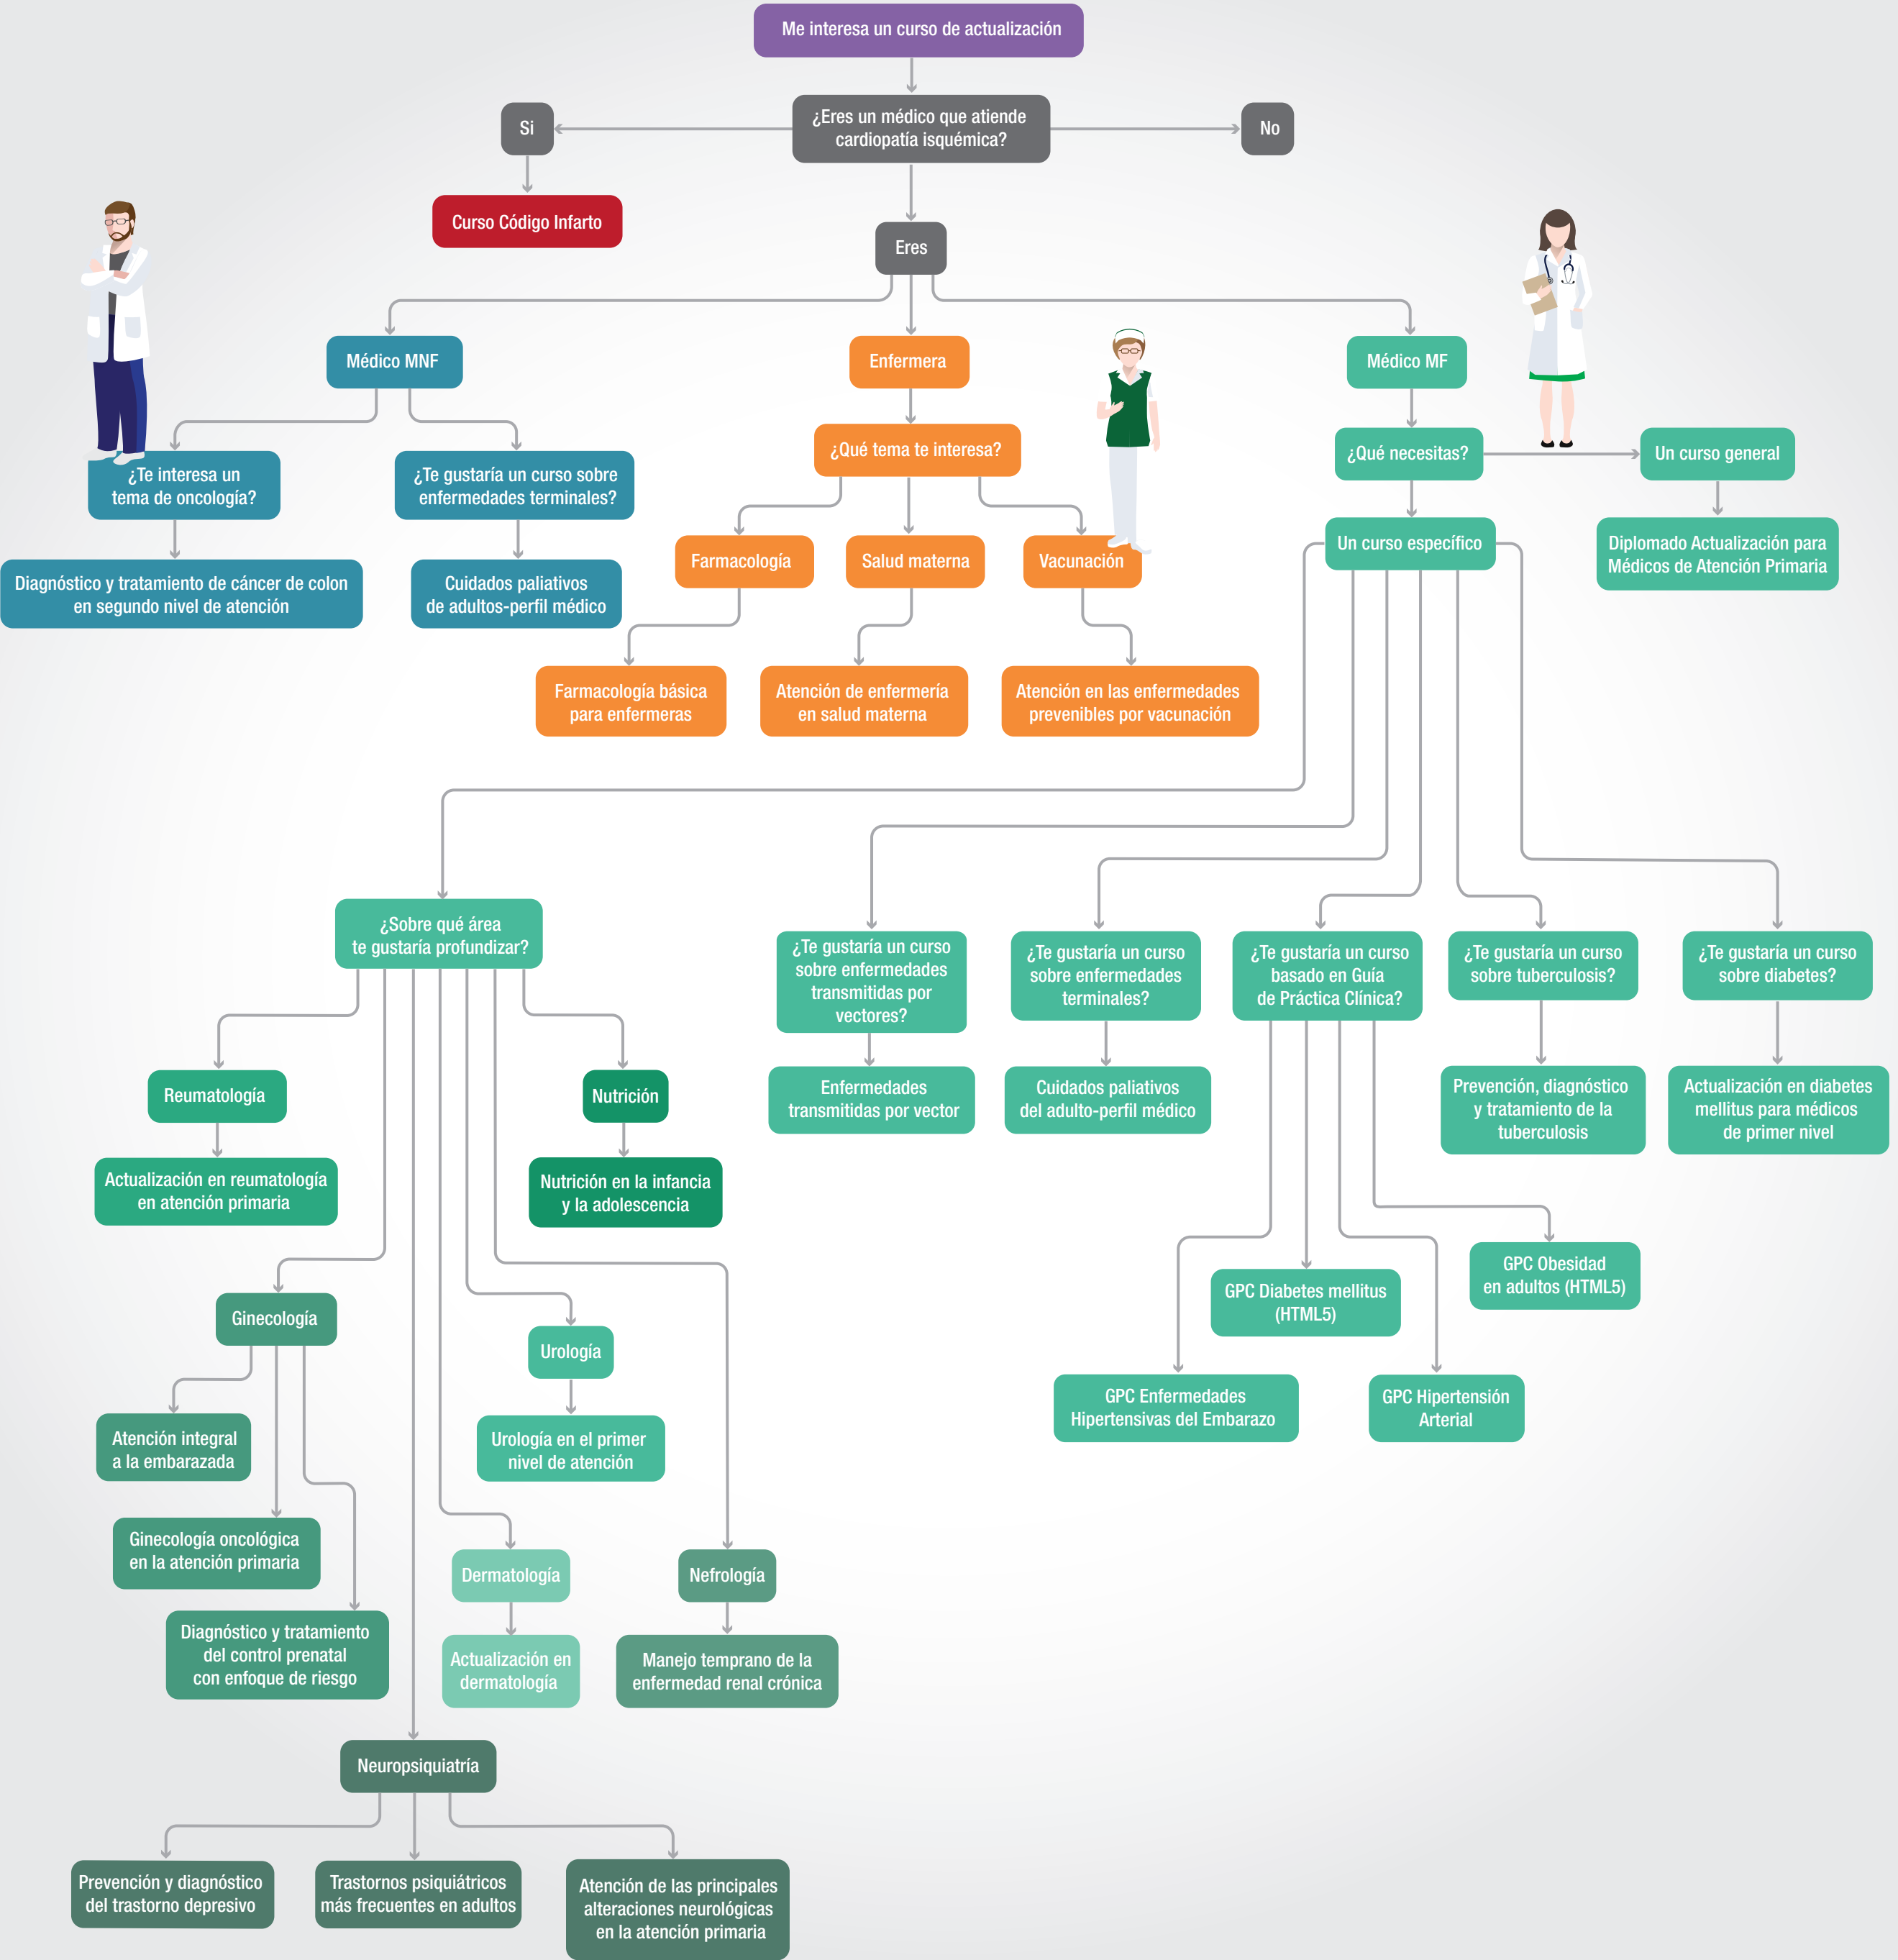 Me interesa un curso de actualización
¿Eres un médico que atiende
cardiopatía isquémica?
Si
No
Curso Código Infarto
Eres
Médico MNF
Enfermera
Médico MF
¿Te interesa un
tema de oncología?
¿Te gustaría un curso sobre
enfermedades terminales?
Diagnóstico y tratamiento de cáncer de colon
en segundo nivel de atención
Cuidados paliativos
de adultos-perfil médico
¿Qué tema te interesa?
Farmacología
Salud materna
Vacunación
Farmacología básica
para enfermeras
Atención de enfermería
en salud materna
Atención en las enfermedades
prevenibles por vacunación
¿Qué necesitas?
Un curso general
Un curso específico
Diplomado Actualización para
Médicos de Atención Primaria
¿Sobre qué área
te gustaría profundizar?
¿Te gustaría un curso
sobre enfermedades
transmitidas por
vectores?
¿Te gustaría un curso
sobre enfermedades
terminales?
¿Te gustaría un curso
basado en Guía
de Práctica Clínica?
¿Te gustaría un curso
sobre tuberculosis?
¿Te gustaría un curso
sobre diabetes?
Enfermedades
transmitidas por vector
Cuidados paliativos
del adulto-perfil médico
Prevención, diagnóstico
y tratamiento de la
tuberculosis
Actualización en diabetes
mellitus para médicos
de primer nivel
Reumatología
Nutrición
Actualización en reumatología
en atención primaria
Nutrición en la infancia
y la adolescencia
GPC Obesidad
en adultos (HTML5)
GPC Diabetes mellitus
(HTML5)
GPC Enfermedades
Hipertensivas del Embarazo
GPC Hipertensión
Arterial
Ginecología
Urología
Atención integral
a la embarazada
Urología en el primer
nivel de atención
Ginecología oncológica
en la atención primaria
Diagnóstico y tratamiento
del control prenatal
con enfoque de riesgo
Dermatología
Nefrología
Actualización en
dermatología
Manejo temprano de la
enfermedad renal crónica
Neuropsiquiatría
Prevención y diagnóstico
del trastorno depresivo
Trastornos psiquiátricos
más frecuentes en adultos
Atención de las principales
alteraciones neurológicas
en la atención primaria